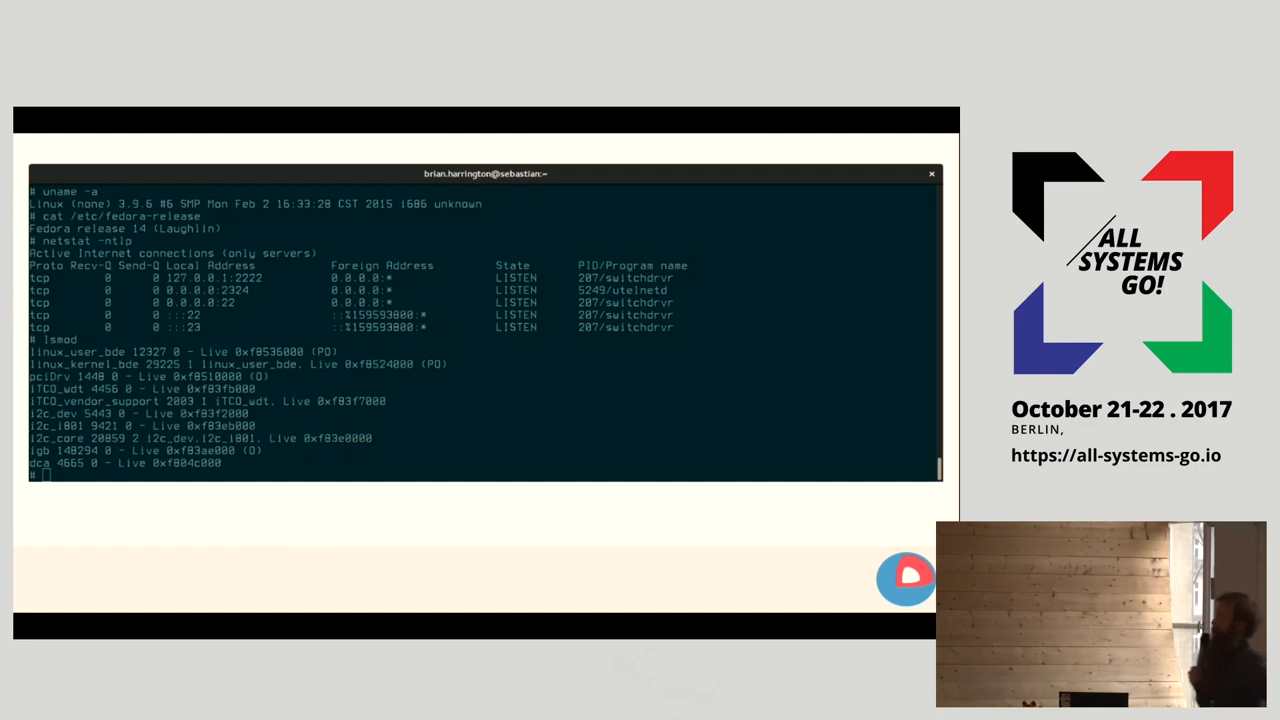 brian.harrington@sebastian:~
# uname -a
Linux (none) 3.9.6 #6 SMP Mon Feb 2 16:33:28 CST 2015 i686 unknown
# cat /etc/fedora-release
Fedora release 14 (Laughlin)
# netstat -ntlp
Active Internet connections (only servers)
Proto Recv-Q Send-Q Local Address Foreign Address State PID/Program name
tcp 0 0 127.0.0.1:2222 0.0.0.0:* LISTEN 207/switchdrvr
tcp 0 0 0.0.0.0:2324 0.0.0.0:* LISTEN 5249/utelnetd
tcp 0 0 0.0.0.0:22 0.0.0.0:* LISTEN 207/switchdrvr
tcp 0 0 :::22 ::%159593800:* LISTEN 207/switchdrvr
tcp 0 0 :::23 ::%159593800:* LISTEN 207/switchdrvr
# lsmod
linux_user_bde 12327 0 - Live 0xf8536000 (PO)
linux_kernel_bde 29225 1 linux_user_bde, Live 0xf8524000 (PO)
pciDrv 1448 0 - Live 0xf8510000 (O)
iTCO_wdt 4456 0 - Live 0xf83fb000
iTCO_vendor_support 2003 1 iTCO_wdt, Live 0xf83f7000
i2c_dev 5443 0 - Live 0xf83f2000
i2c_i801 9421 0 - Live 0xf83eb000
i2c_core 20859 2 i2c_dev,i2c_i801, Live 0xf83e0000
igb 148294 0 - Live 0xf83ae000 (O)
dca 4665 0 - Live 0xf804c000
#
ALL
SYSTEMS
GO!
October 21-22 . 2017
BERLIN,
https://all-systems-go.io